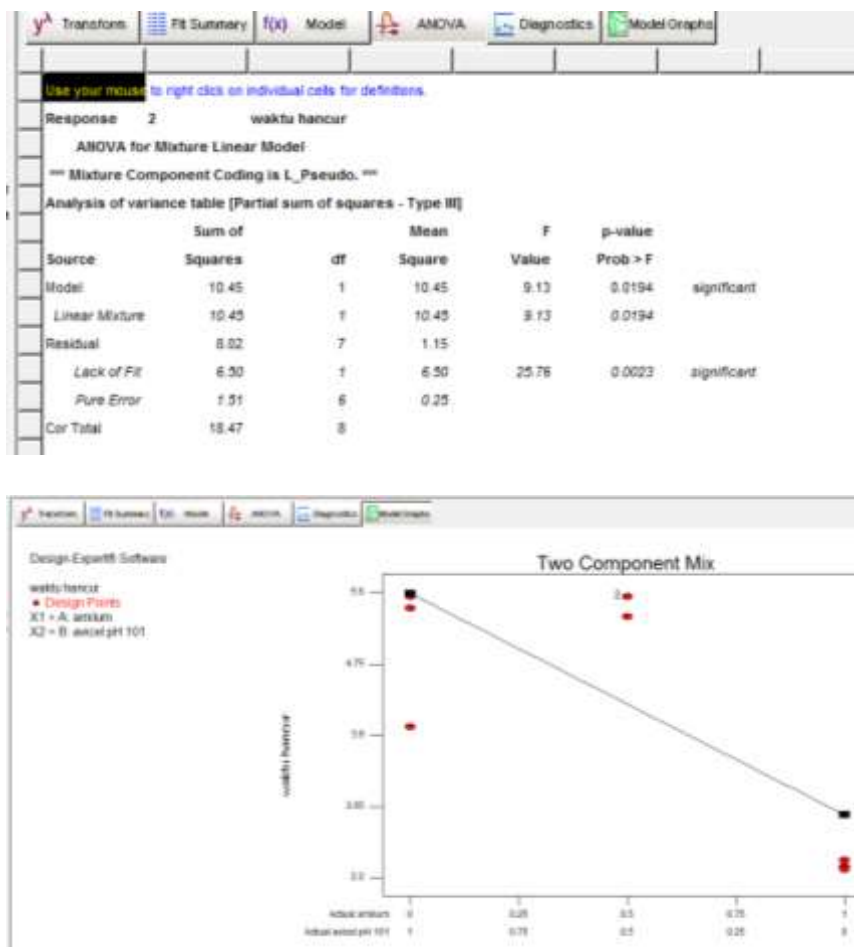 Transform Fit Summary f(x) Model ANOVA Diagnostics Model Graphs
Use your mouse to right click on individual cells for definitions.
Response 2 waktu hancur
ANOVA for Mixture Linear Model
*** Mixture Component Coding is L_Pseudo. ***
Analysis of variance table [Partial sum of squares - Type III]
Sum of Mean F p-value
Source Squares df Square Value Prob > F
Model 10.45 1 10.45 9.13 0.0194 significant
Linear Mixture 10.45 1 10.45 9.13 0.0194
Residual 8.02 7 1.15
Lack of Fit 6.50 1 6.50 25.76 0.0023 significant
Pure Error 1.51 6 0.25
Cor Total 18.47 8
Design-Expert® Software
waktu hancur
Design Points
X1 = A: amilum
X2 = B: avicel pH 101
Two Component Mix
waktu hancur
2
4.75
Actual amilum 0 0.25 0.5 0.75 1
Actual avicel pH 101 1 0.75 0.5 0.25 0